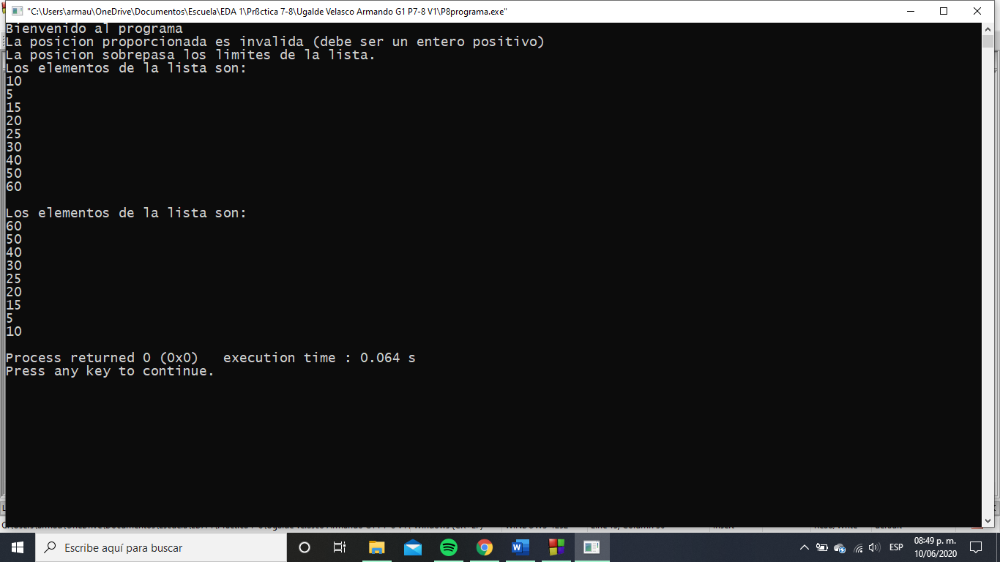 "C:\Users\armau\OneDrive\Documentos\Escuela\EDA 1\Prßctica 7-8\Ugalde Velasco Armando G1 P7-8 V1\P8programa.exe"
Bienvenido al programa
La posicion proporcionada es invalida (debe ser un entero positivo)
La posicion sobrepasa los limites de la lista.
Los elementos de la lista son:
10
5
15
20
25
30
40
50
60
Los elementos de la lista son:
60
50
40
30
25
20
15
5
10
Process returned 0 (0x0)   execution time : 0.064 s
Press any key to continue.
Escribe aquí para buscar
ESP
08:49 p. m.
10/06/2020